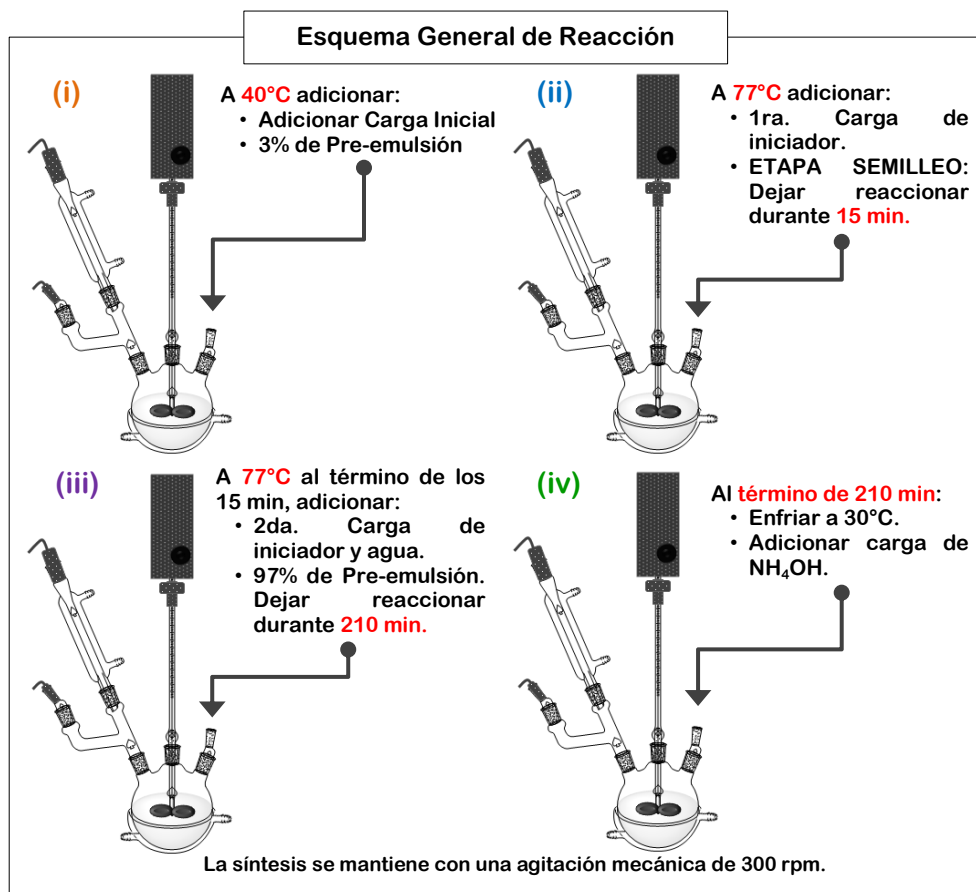 Esquema General de Reacción
(i)
A 40°C adicionar:
• Adicionar Carga Inicial
• 3% de Pre-emulsión
(ii)
A 77°C adicionar:
• 1ra. Carga de
iniciador.
• ETAPA SEMILLEO:
Dejar reaccionar
durante 15 min.
(iii)
A 77°C al término de los
15 min, adicionar:
• 2da. Carga de
iniciador y agua.
• 97% de Pre-emulsión.
Dejar reaccionar
durante 210 min.
(iv)
Al término de 210 min:
• Enfriar a 30°C.
• Adicionar carga de
NH₄OH.
La síntesis se mantiene con una agitación mecánica de 300 rpm.